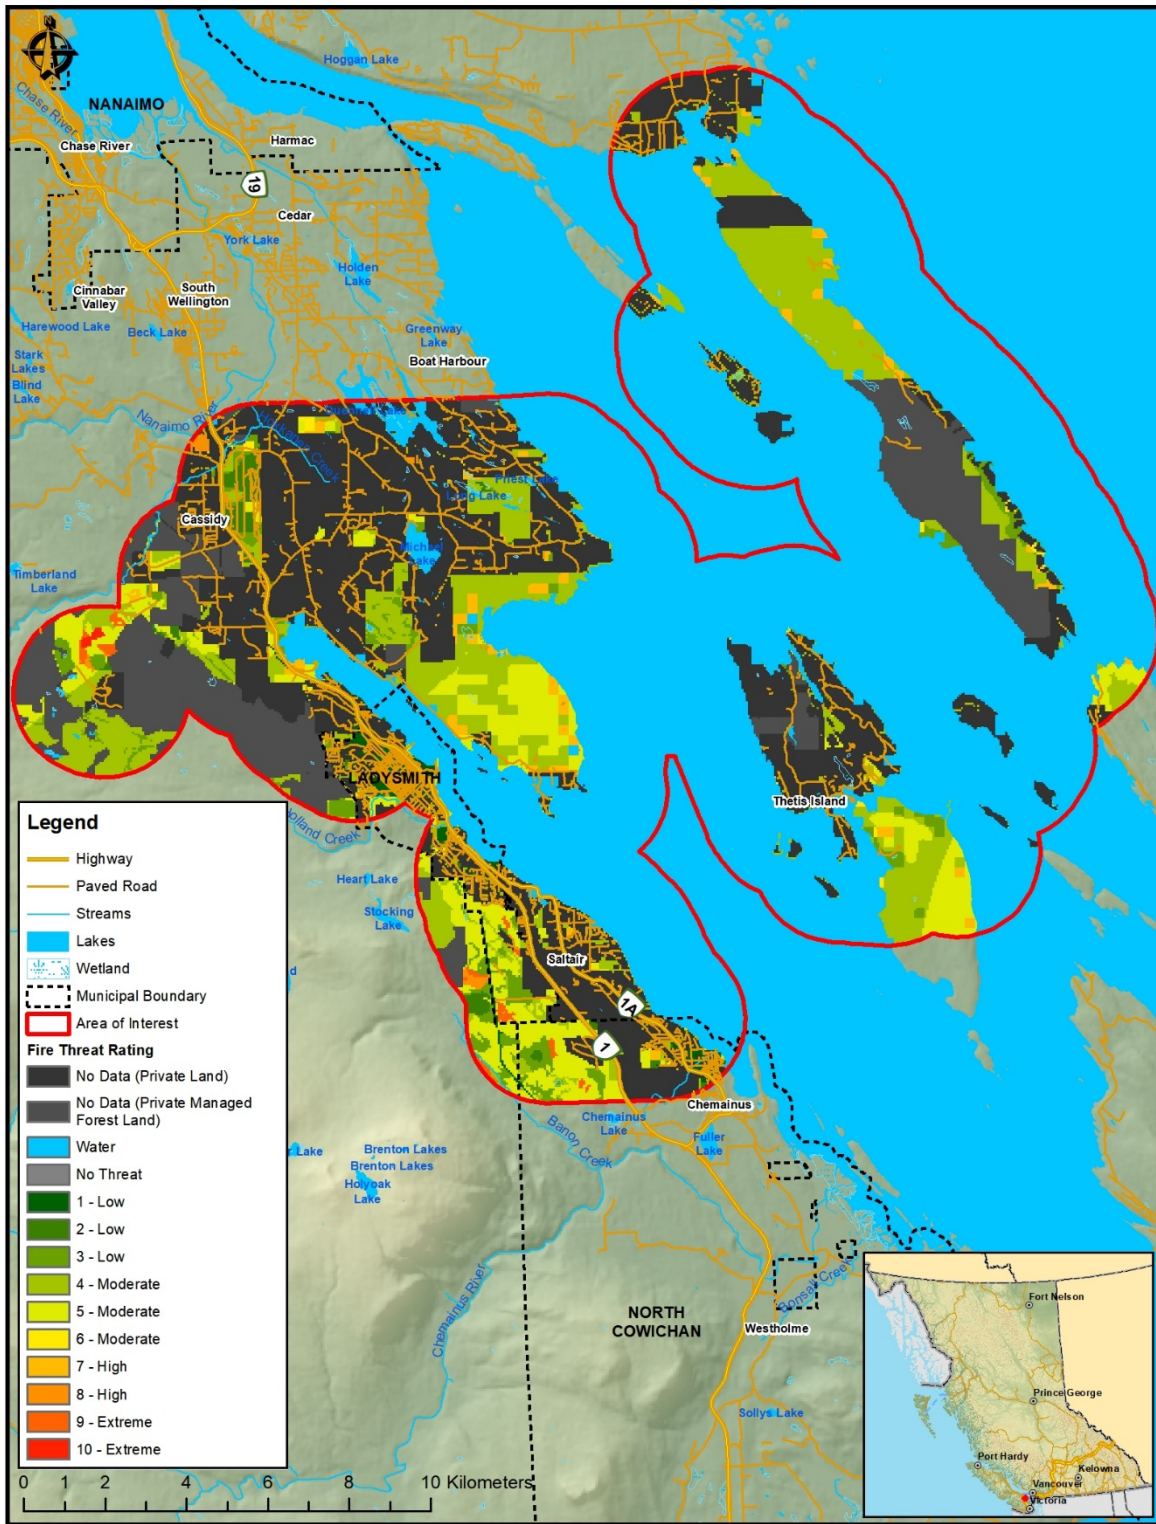 Hoggan Lake
Chase River
NANAIMO
Chase River
Harmac
19
Cedar
York Lake
Holden
Lake
Cinnabar
Valley
South
Wellington
Harewood Lake
Beck Lake
Greenway
Lake
Stark
Lakes
Boat Harbour
Blind
Lake
Nanaimo River
Priest Lake
Long Lake
Cassidy
Michael
Lake
Timberland
Lake
LADYSMITH
Thetis Island
Holland Creek
Heart Lake
Stocking
Lake
Saltair
1A
1
Chemainus
Chemainus
Lake
Fuller
Lake
Banon Creek
Brenton Lakes
Brenton Lakes
Holyoak
Lake
Chemainus River
Bonsall Creek
NORTH
COWICHAN
Westholme
Sollys Lake
Legend
Highway
Paved Road
Streams
Lakes
Wetland
Municipal Boundary
Area of Interest
Fire Threat Rating
No Data (Private Land)
No Data (Private Managed
Forest Land)
Water
No Threat
1 - Low
2 - Low
3 - Low
4 - Moderate
5 - Moderate
6 - Moderate
7 - High
8 - High
9 - Extreme
10 - Extreme
0 1 2 4 6 8 10 Kilometers
Fort Nelson
Prince George
Port Hardy
Kelowna
Vancouver
Victoria